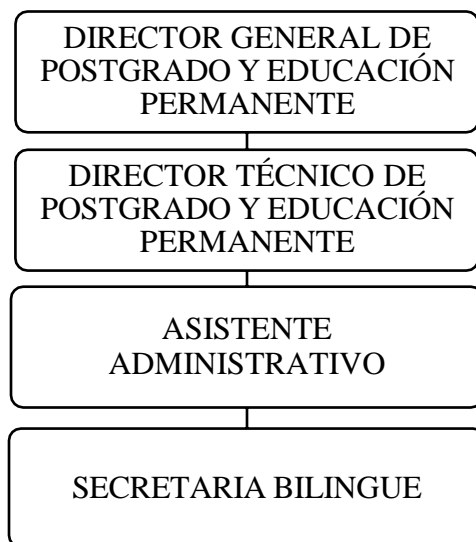 DIRECTOR GENERAL DE
POSTGRADO Y EDUCACIÓN
PERMANENTE
DIRECTOR TÉCNICO DE
POSTGRADO Y EDUCACIÓN
PERMANENTE
ASISTENTE
ADMINISTRATIVO
SECRETARIA BILINGUE